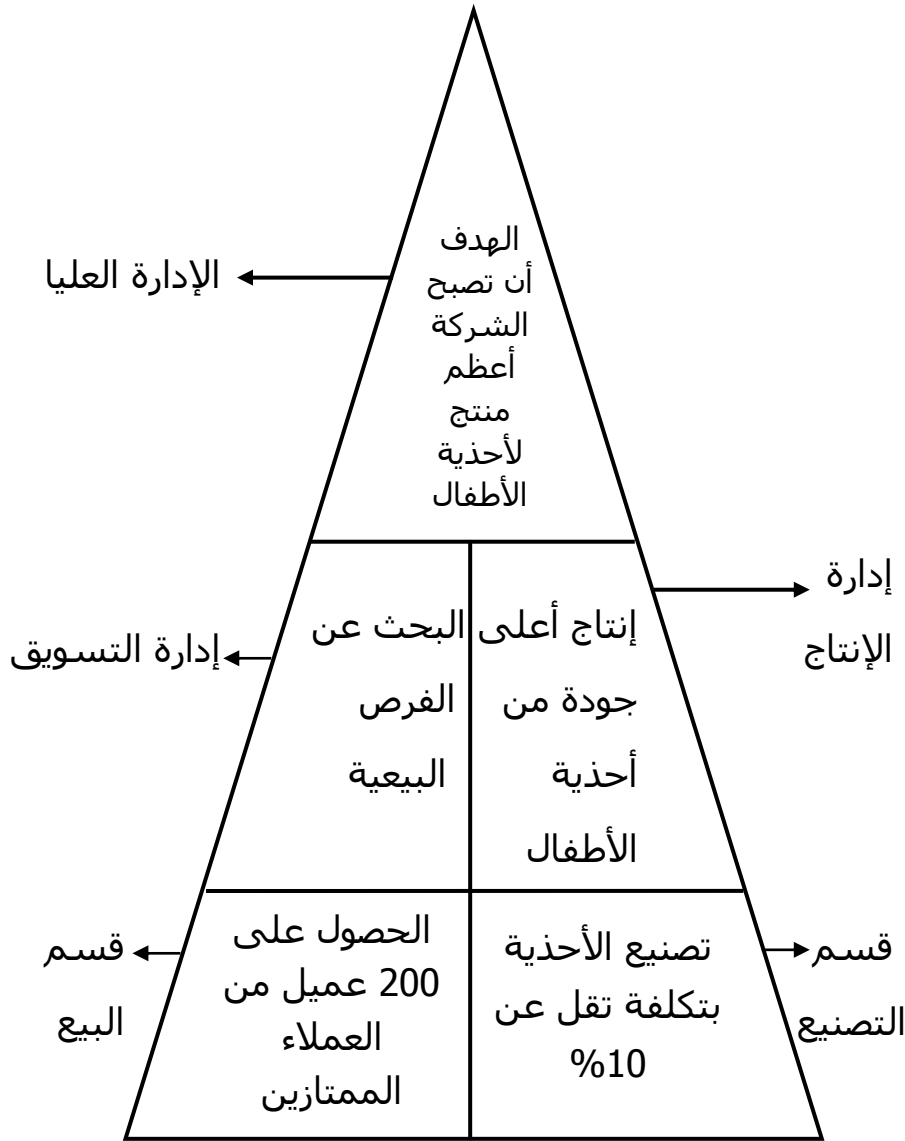 الهدف
أن تصبح
الشركة
أعظم
منتج
لأحذية
الأطفال
الإدارة العليا
إدارة
الإنتاج
إنتاج أعلى
جودة من
أحذية
الأطفال
البحث عن
الفرص
البيعية
إدارة التسويق
قسم
التصنيع
تصنيع الأحذية
بتكلفة تقل عن
10%
الحصول على
200 عميل من
العملاء
الممتازين
قسم
البيع